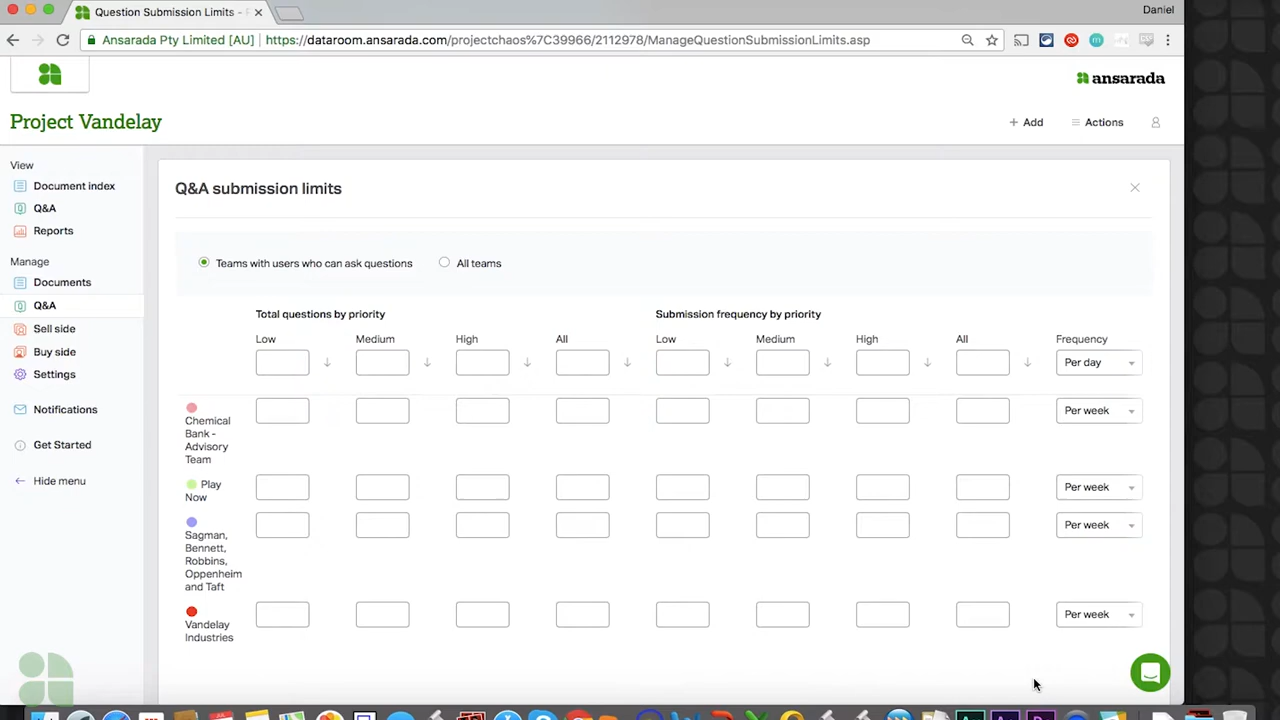 Question Submission Limits -
Daniel
Ansarada Pty Limited [AU]
https://dataroom.ansarada.com/projectchaos%7C39966/2112978/ManageQuestionSubmissionLimits.asp
ansarada
Project Vandelay
+ Add
Actions
View
Document index
Q&A
Reports
Manage
Documents
Q&A
Sell side
Buy side
Settings
Notifications
Get Started
Hide menu
Q&A submission limits
Teams with users who can ask questions
All teams
Total questions by priority
Submission frequency by priority
Low
Medium
High
All
Low
Medium
High
All
Frequency
Per day
Chemical
Bank -
Advisory
Team
Per week
Play
Now
Per week
Sagman,
Bennett,
Robbins,
Oppenheim
and Taft
Per week
Vandelay
Industries
Per week